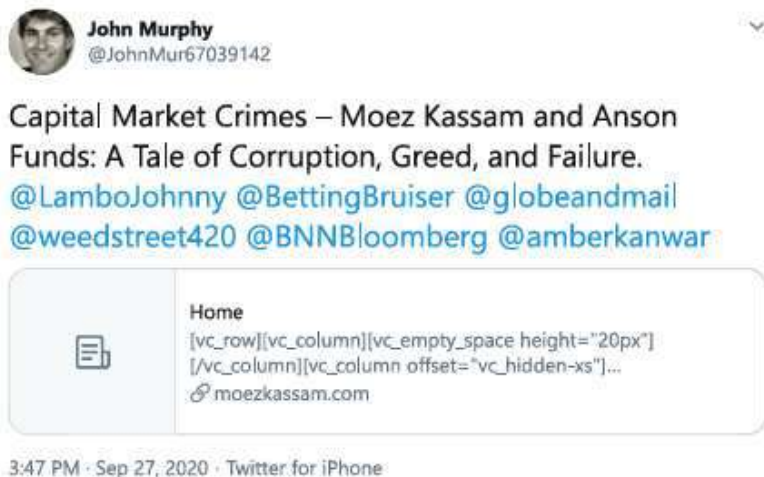 John Murphy
@JohnMur67039142
Capital Market Crimes – Moez Kassam and Anson
Funds: A Tale of Corruption, Greed, and Failure.
@LamboJohnny @BettingBruiser @globeandmail
@weedstreet420 @BNNBloomberg @amberkanwar
Home
[vc_row][vc_column][vc_empty_space height="20px"]
[/vc_column][vc_column offset="vc_hidden-xs"]...
moezkassam.com
3:47 PM · Sep 27, 2020 · Twitter for iPhone